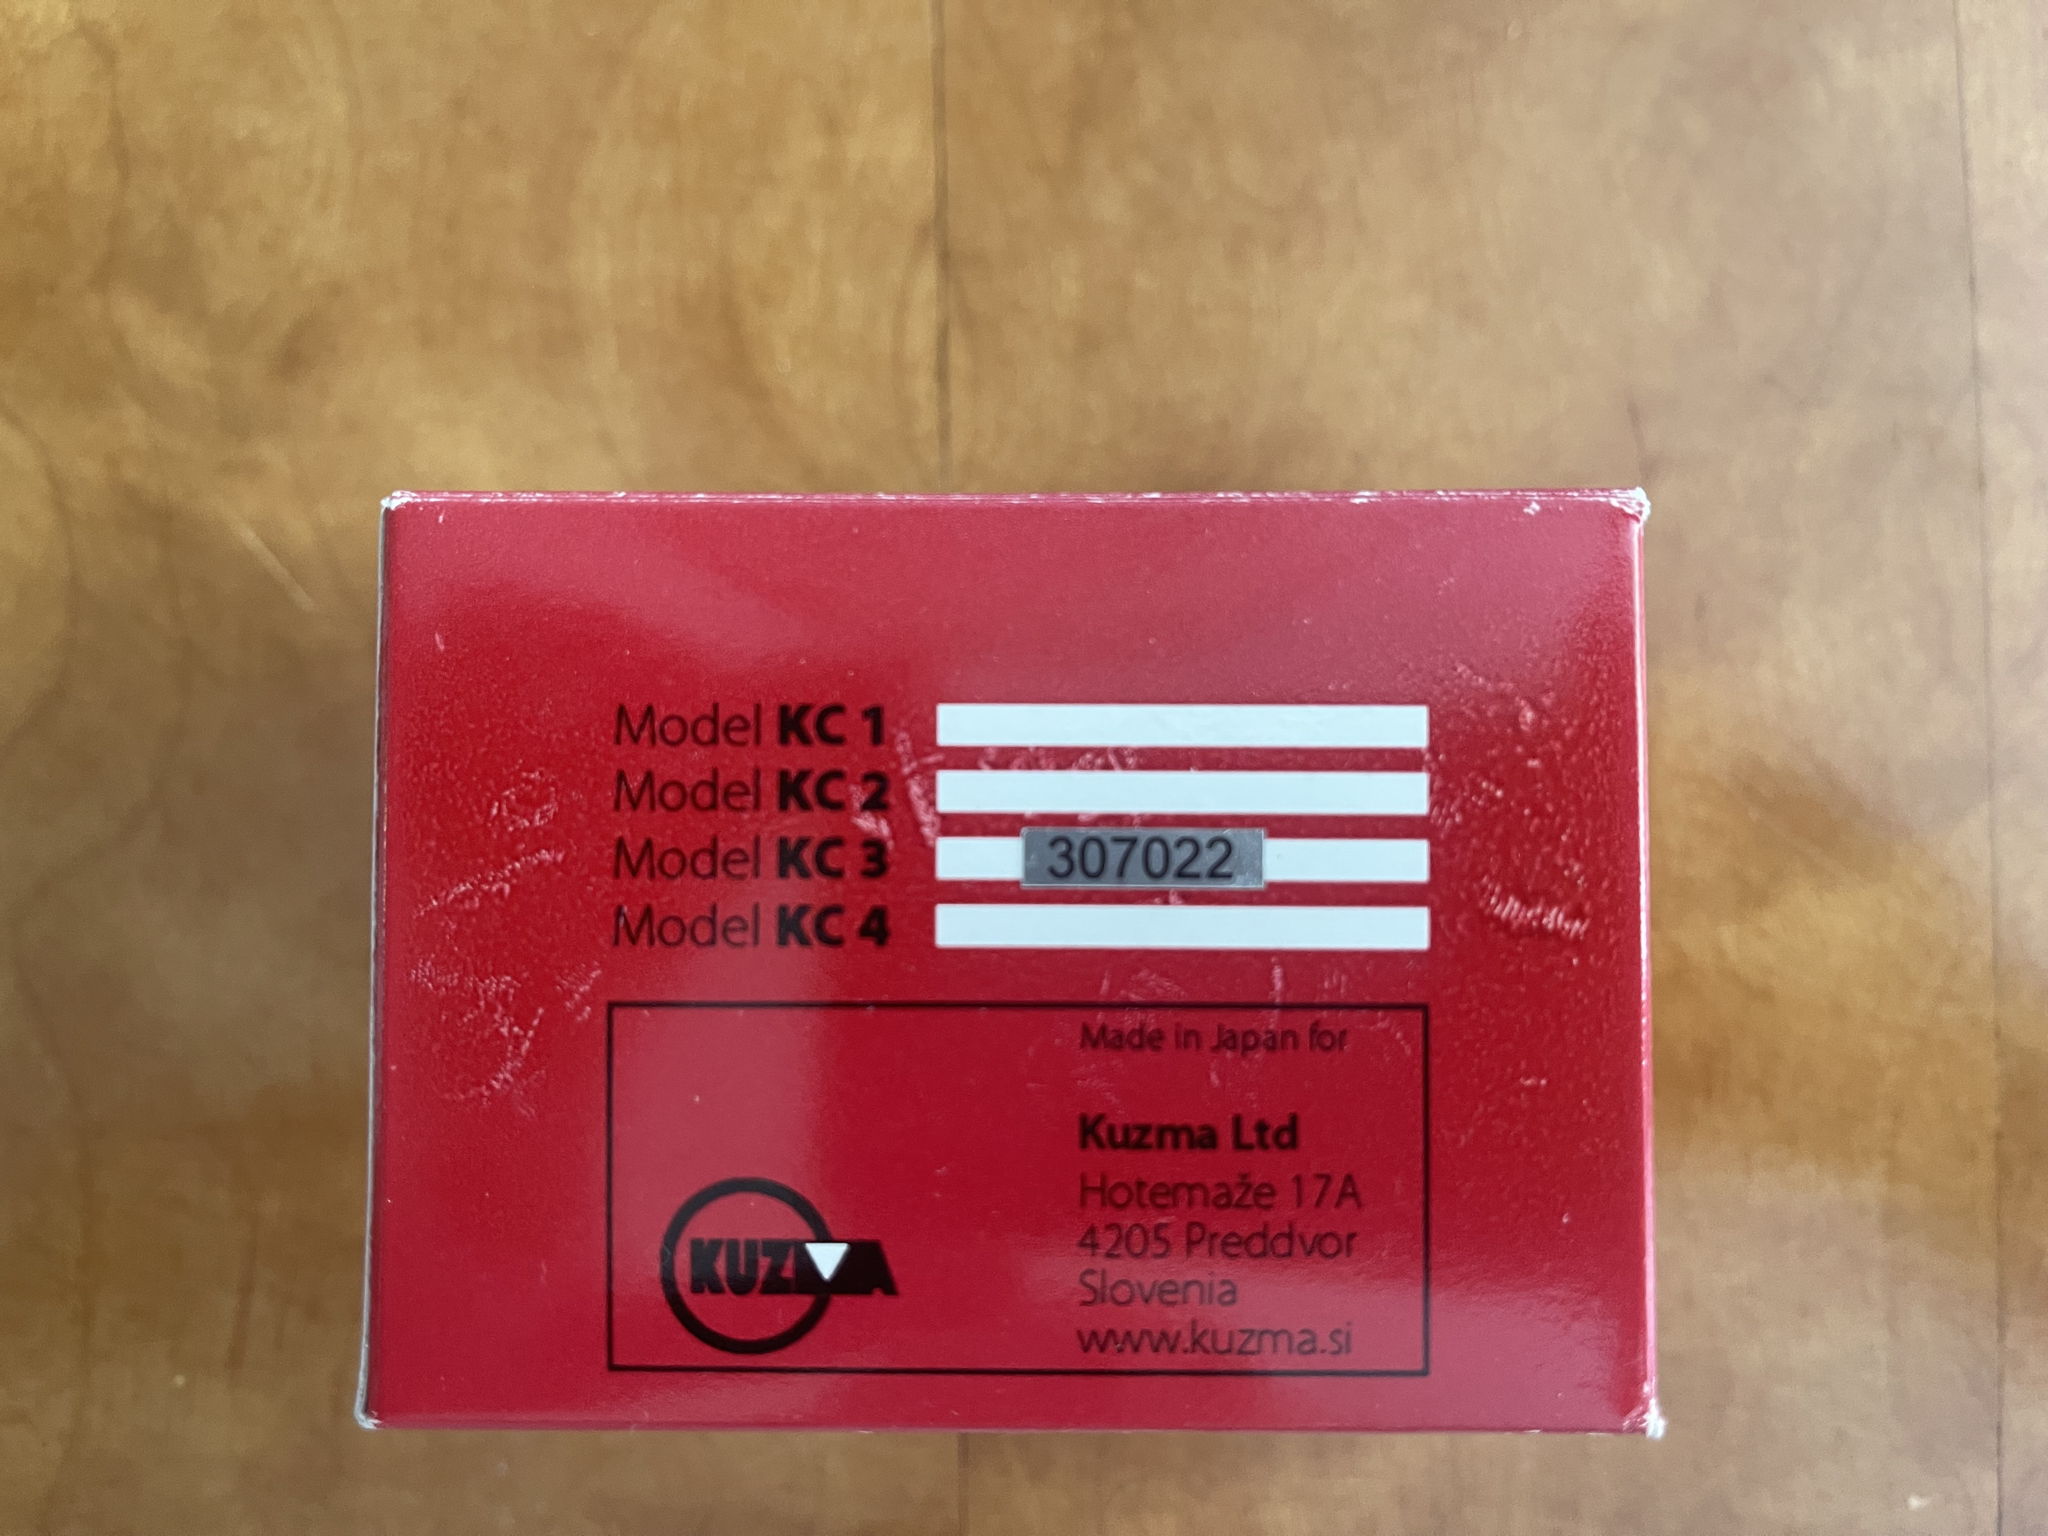 Model KC 1
Model KC 2
Model KC 3 307022
Model KC 4
Made in Japan for
Kuzma Ltd
Hotemaže 17A
4205 Preddvor
Slovenia
www.kuzma.si
KUZMA